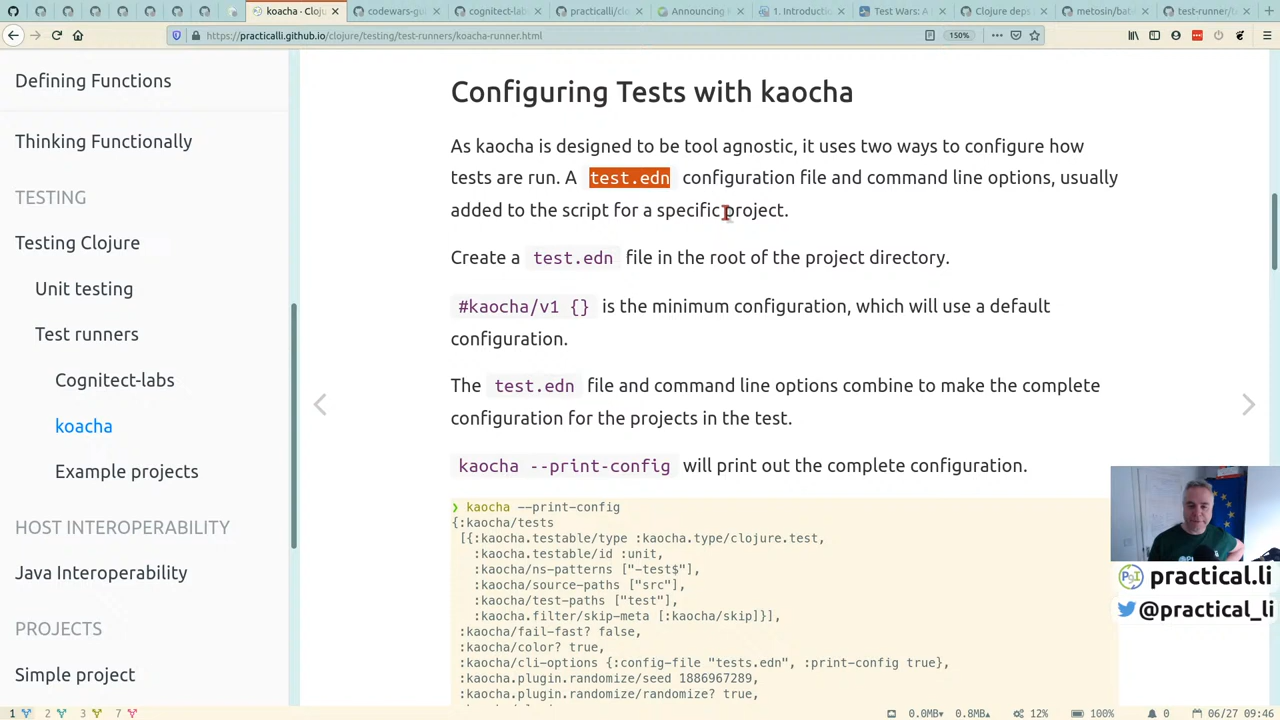 koacha - Cloju
codewars-gu
cognitect-lab
practicalli/clo
Announcing
1. Introductio
Test Wars: A
Clojure deps
metosin/bat
test-runner/t
https://practicalli.github.io/clojure/testing/test-runners/koacha-runner.html
150%
Defining Functions
Thinking Functionally
TESTING
Testing Clojure
Unit testing
Test runners
Cognitect-labs
koacha
Example projects
HOST INTEROPERABILITY
Java Interoperability
PROJECTS
Simple project
Configuring Tests with kaocha
As kaocha is designed to be tool agnostic, it uses two ways to configure how
tests are run. A test.edn configuration file and command line options, usually
added to the script for a specific project.
Create a test.edn file in the root of the project directory.
#kaocha/v1 {} is the minimum configuration, which will use a default
configuration.
The test.edn file and command line options combine to make the complete
configuration for the projects in the test.
kaocha --print-config will print out the complete configuration.
❯ kaocha --print-config
{:kaocha/tests
[{:kaocha.testable/type :kaocha.type/clojure.test,
:kaocha.testable/id :unit,
:kaocha/ns-patterns ["-test$"],
:kaocha/source-paths ["src"],
:kaocha/test-paths ["test"],
:kaocha.filter/skip-meta [:kaocha/skip]}],
:kaocha/fail-fast? false,
:kaocha/color? true,
:kaocha/cli-options {:config-file "tests.edn", :print-config true},
:kaocha.plugin.randomize/seed 1886967289,
:kaocha.plugin.randomize/randomize? true,
practical.li
@practical_li
1 2 3 7
0.0MB 0.8MB 12% 100% 0 06/27 09:46